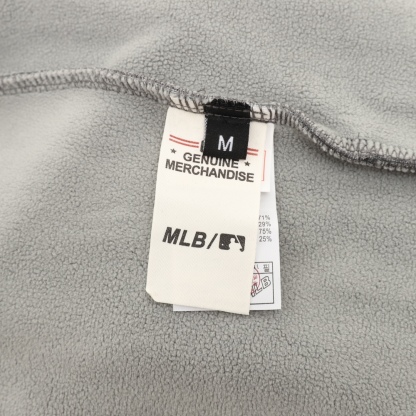 M
GENUINE
MERCHANDISE
MLB/
71%
29%
75%
25%